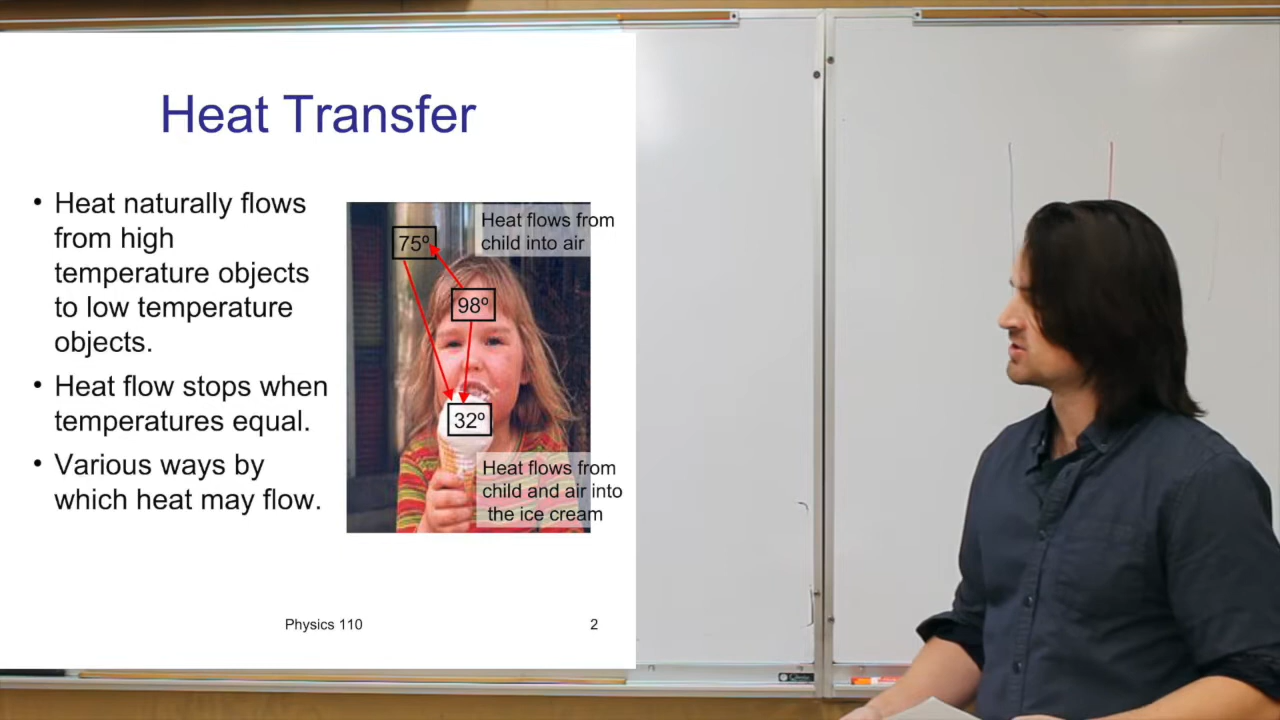 Heat Transfer
• Heat naturally flows
from high
temperature objects
to low temperature
objects.
• Heat flow stops when
temperatures equal.
• Various ways by
which heat may flow.
Heat flows from
child into air
75º
98º
32º
Heat flows from
child and air into
the ice cream
Physics 110
2